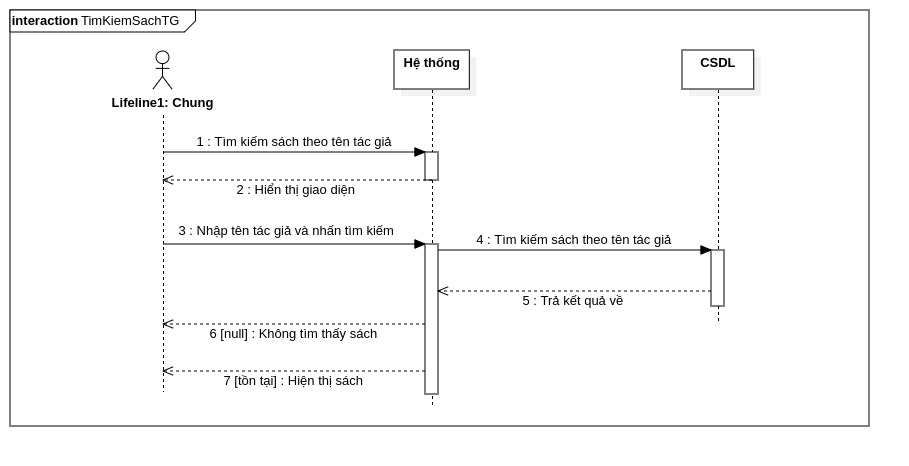 interaction TimKiemSachTG
Hệ thống
CSDL
Lifeline1: Chung
1 : Tìm kiếm sách theo tên tác giả
2 : Hiển thị giao diện
3 : Nhập tên tác giả và nhấn tìm kiếm
4 : Tìm kiếm sách theo tên tác giả
5 : Trả kết quả về
6 [null] : Không tìm thấy sách
7 [tồn tại] : Hiện thị sách